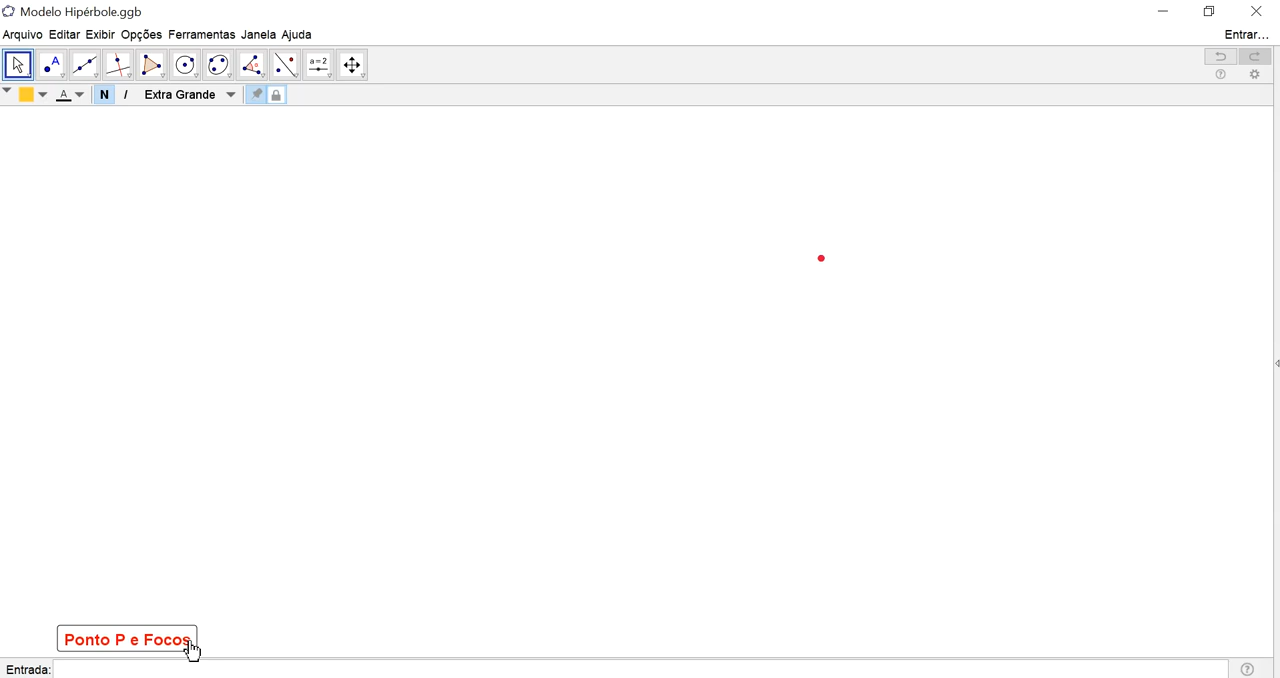 Modelo Hipérbole.ggb
Arquivo Editar Exibir Opções Ferramentas Janela Ajuda Entrar...
A a=2
A N I Extra Grande
Ponto P e Focos
Entrada: